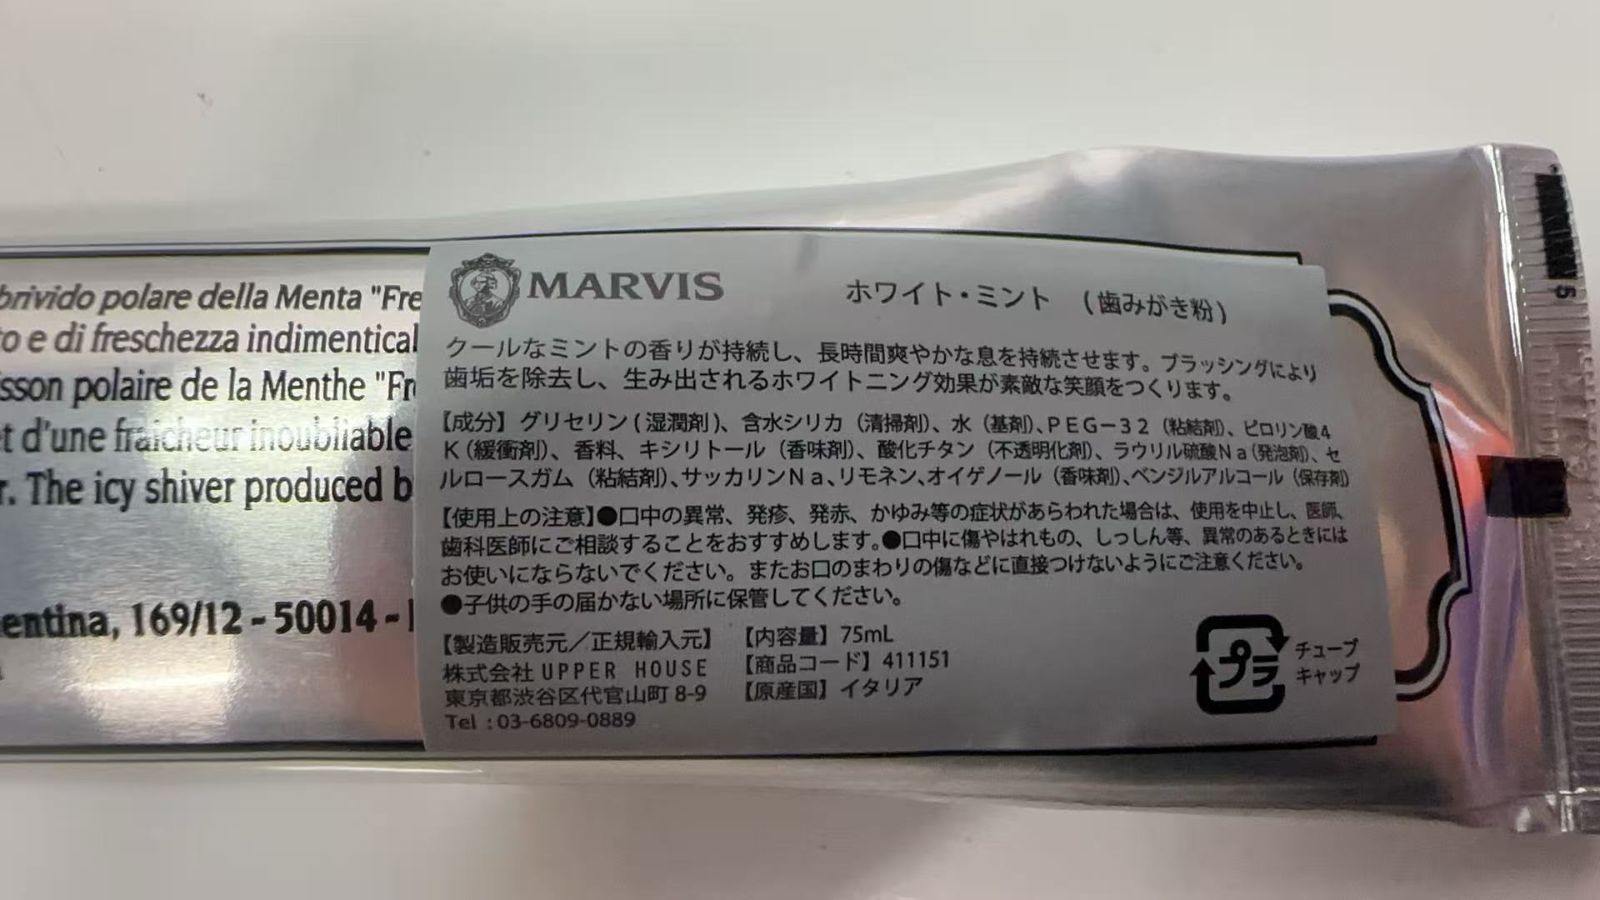 brivido polare della Menta "Fre
to e di freschezza indimentical
isson polaire de la Menthe "Fr
et d'une fraicheur inoubliable
r. The icy shiver produced b
entina, 169/12 - 50014 -
MARVIS
ホワイト・ミント (歯みがき粉)
クールなミントの香りが持続し、長時間爽やかな息を持続させます。ブラッシングにより
歯垢を除去し、生み出されるホワイトニング効果が素敵な笑顔をつくります。
【成分】グリセリン(湿潤剤)、含水シリカ(清掃剤)、水(基剤)、PEG−32(粘結剤)、ピロリン酸4
K(緩衝剤)、香料、キシリトール(香味剤)、酸化チタン(不透明化剤)、ラウリル硫酸Na(発泡剤)、セ
ルロースガム(粘結剤)、サッカリンNa、リモネン、オイゲノール(香味剤)、ベンジルアルコール(保存剤)
【使用上の注意】●口中の異常、発疹、発赤、かゆみ等の症状があらわれた場合は、使用を中止し、医師、
歯科医師にご相談することをおすすめします。●口中に傷やはれもの、しっしん等、異常のあるときには
お使いにならないでください。またお口のまわりの傷などに直接つけないようにご注意ください。
●子供の手の届かない場所に保管してください。
【製造販売元/正規輸入元】
株式会社 UPPER HOUSE
東京都渋谷区代官山町 8-9
Tel : 03-6809-0889
【内容量】75mL
【商品コード】411151
【原産国】イタリア
プラ
チューブ
キャップ